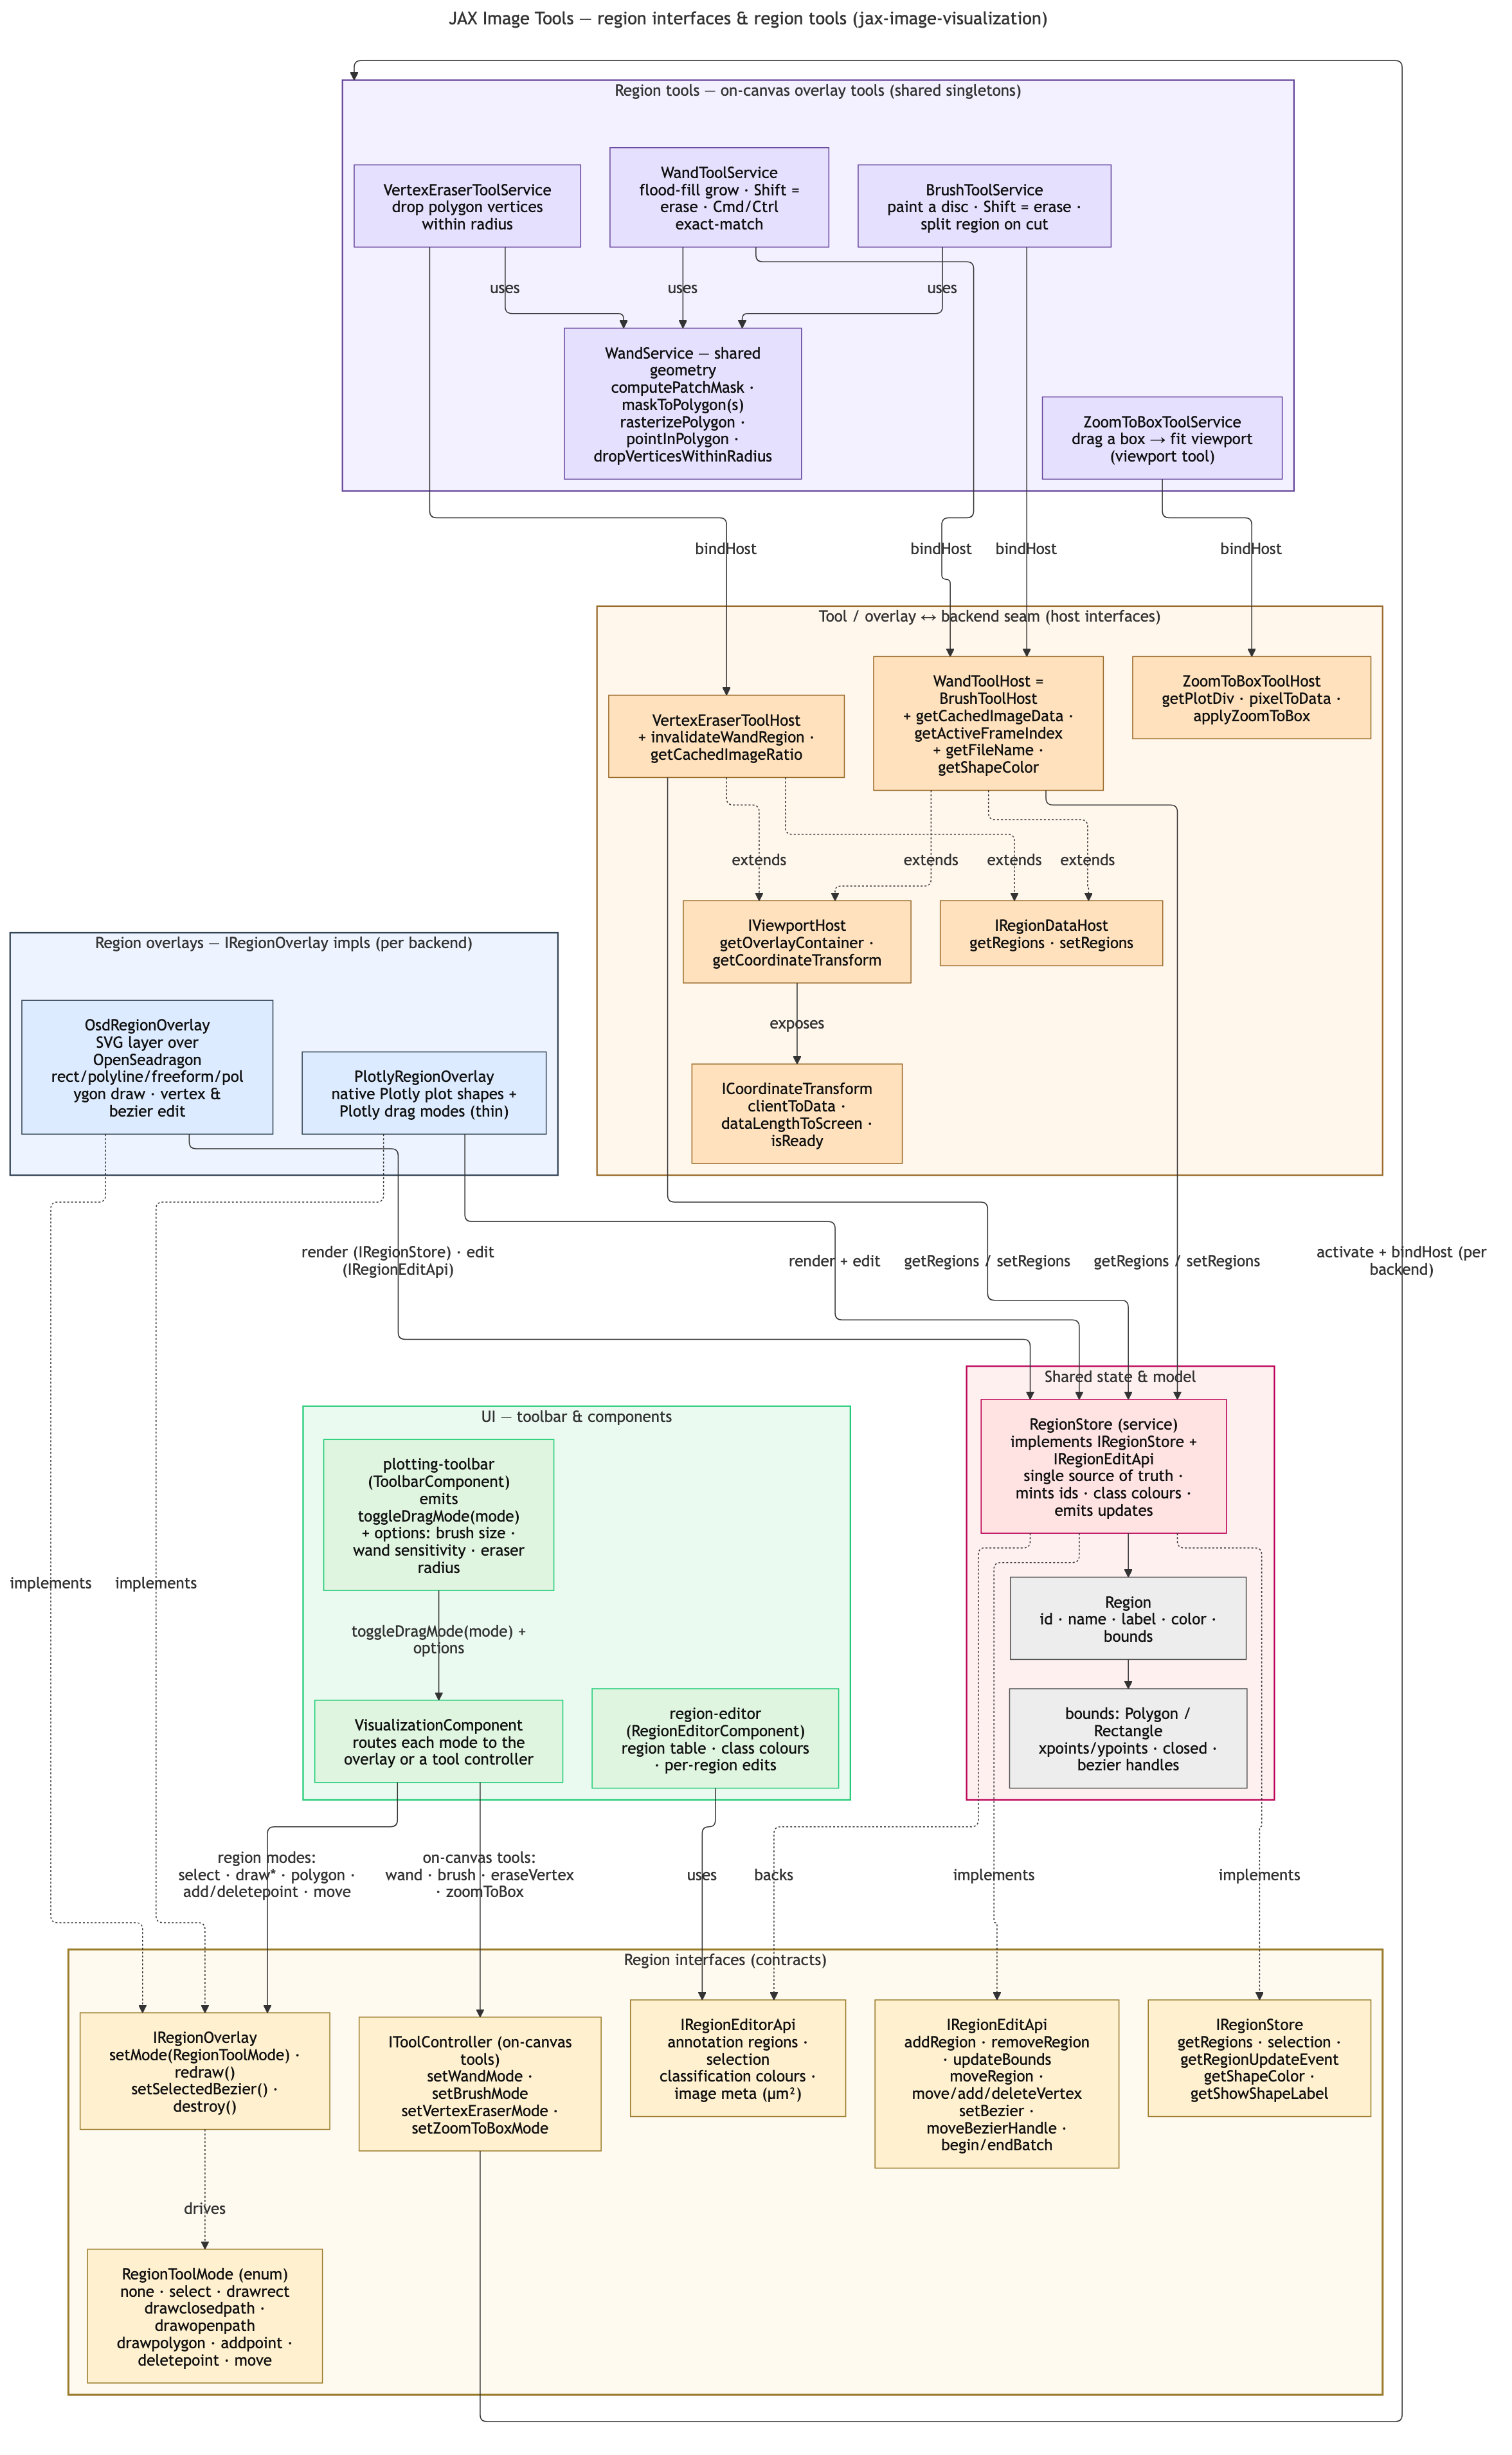 JAX Image Tools — region interfaces & region tools (jax-image-visualization)
Region tools — on-canvas overlay tools (shared singletons)
VertexEraserToolService
drop polygon vertices
within radius
WandToolService
flood-fill grow · Shift =
erase · Cmd/Ctrl
exact-match
BrushToolService
paint a disc · Shift = erase ·
split region on cut
uses
uses
uses
WandService — shared
geometry
computePatchMask ·
maskToPolygon(s)
rasterizePolygon ·
pointInPolygon ·
dropVerticesWithinRadius
ZoomToBoxToolService
drag a box → fit viewport
(viewport tool)
bindHost
bindHost
bindHost
bindHost
Tool / overlay ↔ backend seam (host interfaces)
VertexEraserToolHost
+ invalidateWandRegion ·
getCachedImageRatio
WandToolHost =
BrushToolHost
+ getCachedImageData ·
getActiveFrameIndex
+ getFileName ·
getShapeColor
ZoomToBoxToolHost
getPlotDiv · pixelToData ·
applyZoomToBox
extends
extends
extends
extends
IViewportHost
getOverlayContainer ·
getCoordinateTransform
IRegionDataHost
getRegions · setRegions
exposes
ICoordinateTransform
clientToData ·
dataLengthToScreen ·
isReady
Region overlays — IRegionOverlay impls (per backend)
OsdRegionOverlay
SVG layer over
OpenSeadragon
rect/polyline/freeform/pol
ygon draw · vertex &
bezier edit
PlotlyRegionOverlay
native Plotly plot shapes +
Plotly drag modes (thin)
render (IRegionStore) · edit
(IRegionEditApi)
render + edit
getRegions / setRegions
getRegions / setRegions
activate + bindHost (per
backend)
Shared state & model
RegionStore (service)
implements IRegionStore +
IRegionEditApi
single source of truth ·
mints ids · class colours ·
emits updates
Region
id · name · label · color ·
bounds
bounds: Polygon /
Rectangle
xpoints/ypoints · closed ·
bezier handles
UI — toolbar & components
plotting-toolbar
(ToolbarComponent)
emits
toggleDragMode(mode)
+ options: brush size ·
wand sensitivity · eraser
radius
toggleDragMode(mode) +
options
VisualizationComponent
routes each mode to the
overlay or a tool controller
region-editor
(RegionEditorComponent)
region table · class colours
· per-region edits
implements
implements
region modes:
select · draw* · polygon ·
add/deletepoint · move
on-canvas tools:
wand · brush · eraseVertex
· zoomToBox
uses
backs
implements
implements
Region interfaces (contracts)
IRegionOverlay
setMode(RegionToolMode) ·
redraw()
setSelectedBezier() ·
destroy()
IToolController (on-canvas
tools)
setWandMode ·
setBrushMode
setVertexEraserMode ·
setZoomToBoxMode
IRegionEditorApi
annotation regions ·
selection
classification colours ·
image meta (µm²)
IRegionEditApi
addRegion · removeRegion
· updateBounds
moveRegion ·
move/add/deleteVertex
setBezier ·
moveBezierHandle ·
begin/endBatch
IRegionStore
getRegions · selection ·
getRegionUpdateEvent
getShapeColor ·
getShowShapeLabel
drives
RegionToolMode (enum)
none · select · drawrect
drawclosedpath ·
drawopenpath
drawpolygon · addpoint ·
deletepoint · move